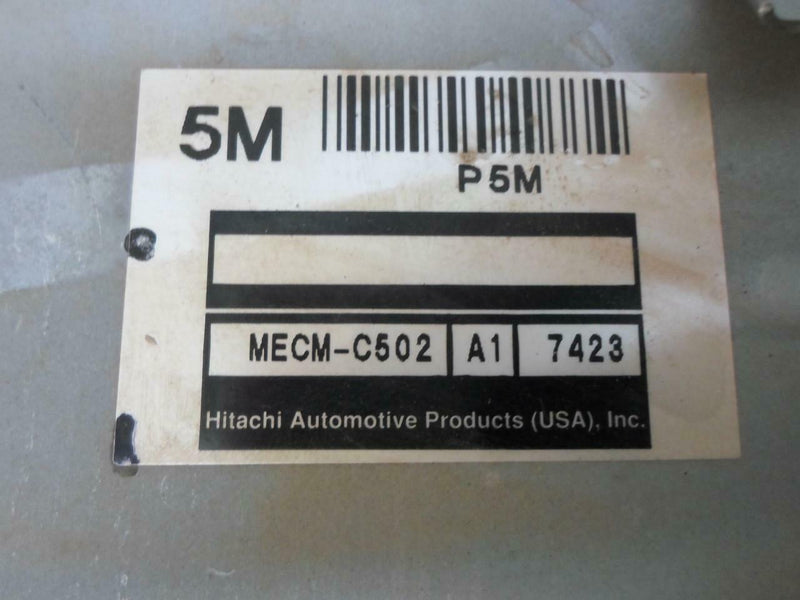 5M
P5M
MECM-C502 A1 7423
Hitachi Automotive Products (USA), Inc.